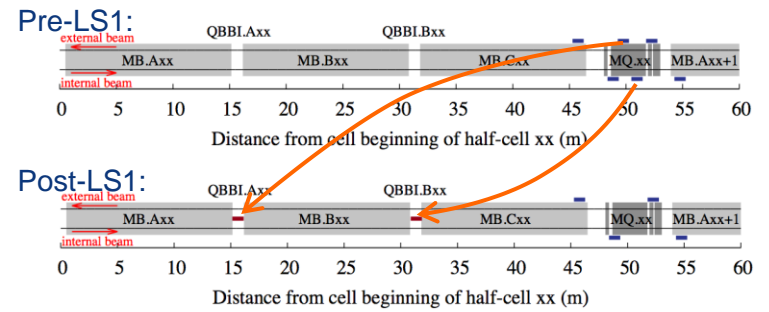 Pre-LS1:
QBBI.Axx QBBI.Bxx
external beam
MB.Axx MB.Bxx MB.Cxx MQ.xx MB.Axx+1
internal beam
0 5 10 15 20 25 30 35 40 45 50 55 60
Distance from cell beginning of half-cell xx (m)
Post-LS1:
QBBI.Axx QBBI.Bxx
external beam
MB.Axx MB.Bxx MB.Cxx MQ.xx MB.Axx+1
internal beam
0 5 10 15 20 25 30 35 40 45 50 55 60
Distance from cell beginning of half-cell xx (m)